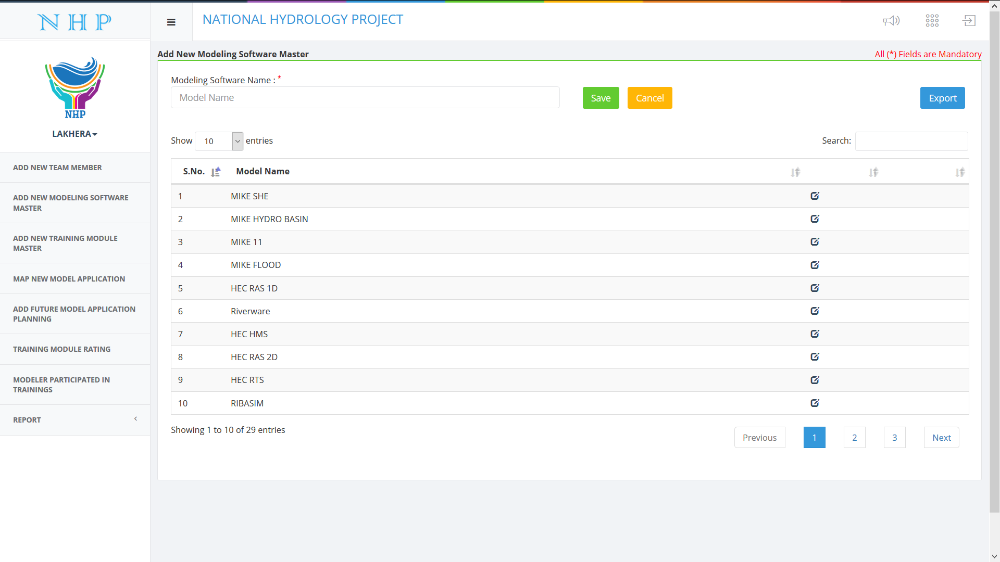 N H P
NATIONAL HYDROLOGY PROJECT
NHP
LAKHERA
ADD NEW TEAM MEMBER
ADD NEW MODELING SOFTWARE
MASTER
ADD NEW TRAINING MODULE
MASTER
MAP NEW MODEL APPLICATION
ADD FUTURE MODEL APPLICATION
PLANNING
TRAINING MODULE RATING
MODELER PARTICIPATED IN
TRAININGS
REPORT
Add New Modeling Software Master
All (*) Fields are Mandatory
Modeling Software Name : *
Model Name
Save Cancel Export
Show 10 entries
Search:
S.No. Model Name
1 MIKE SHE
2 MIKE HYDRO BASIN
3 MIKE 11
4 MIKE FLOOD
5 HEC RAS 1D
6 Riverware
7 HEC HMS
8 HEC RAS 2D
9 HEC RTS
10 RIBASIM
Showing 1 to 10 of 29 entries
Previous 1 2 3 Next